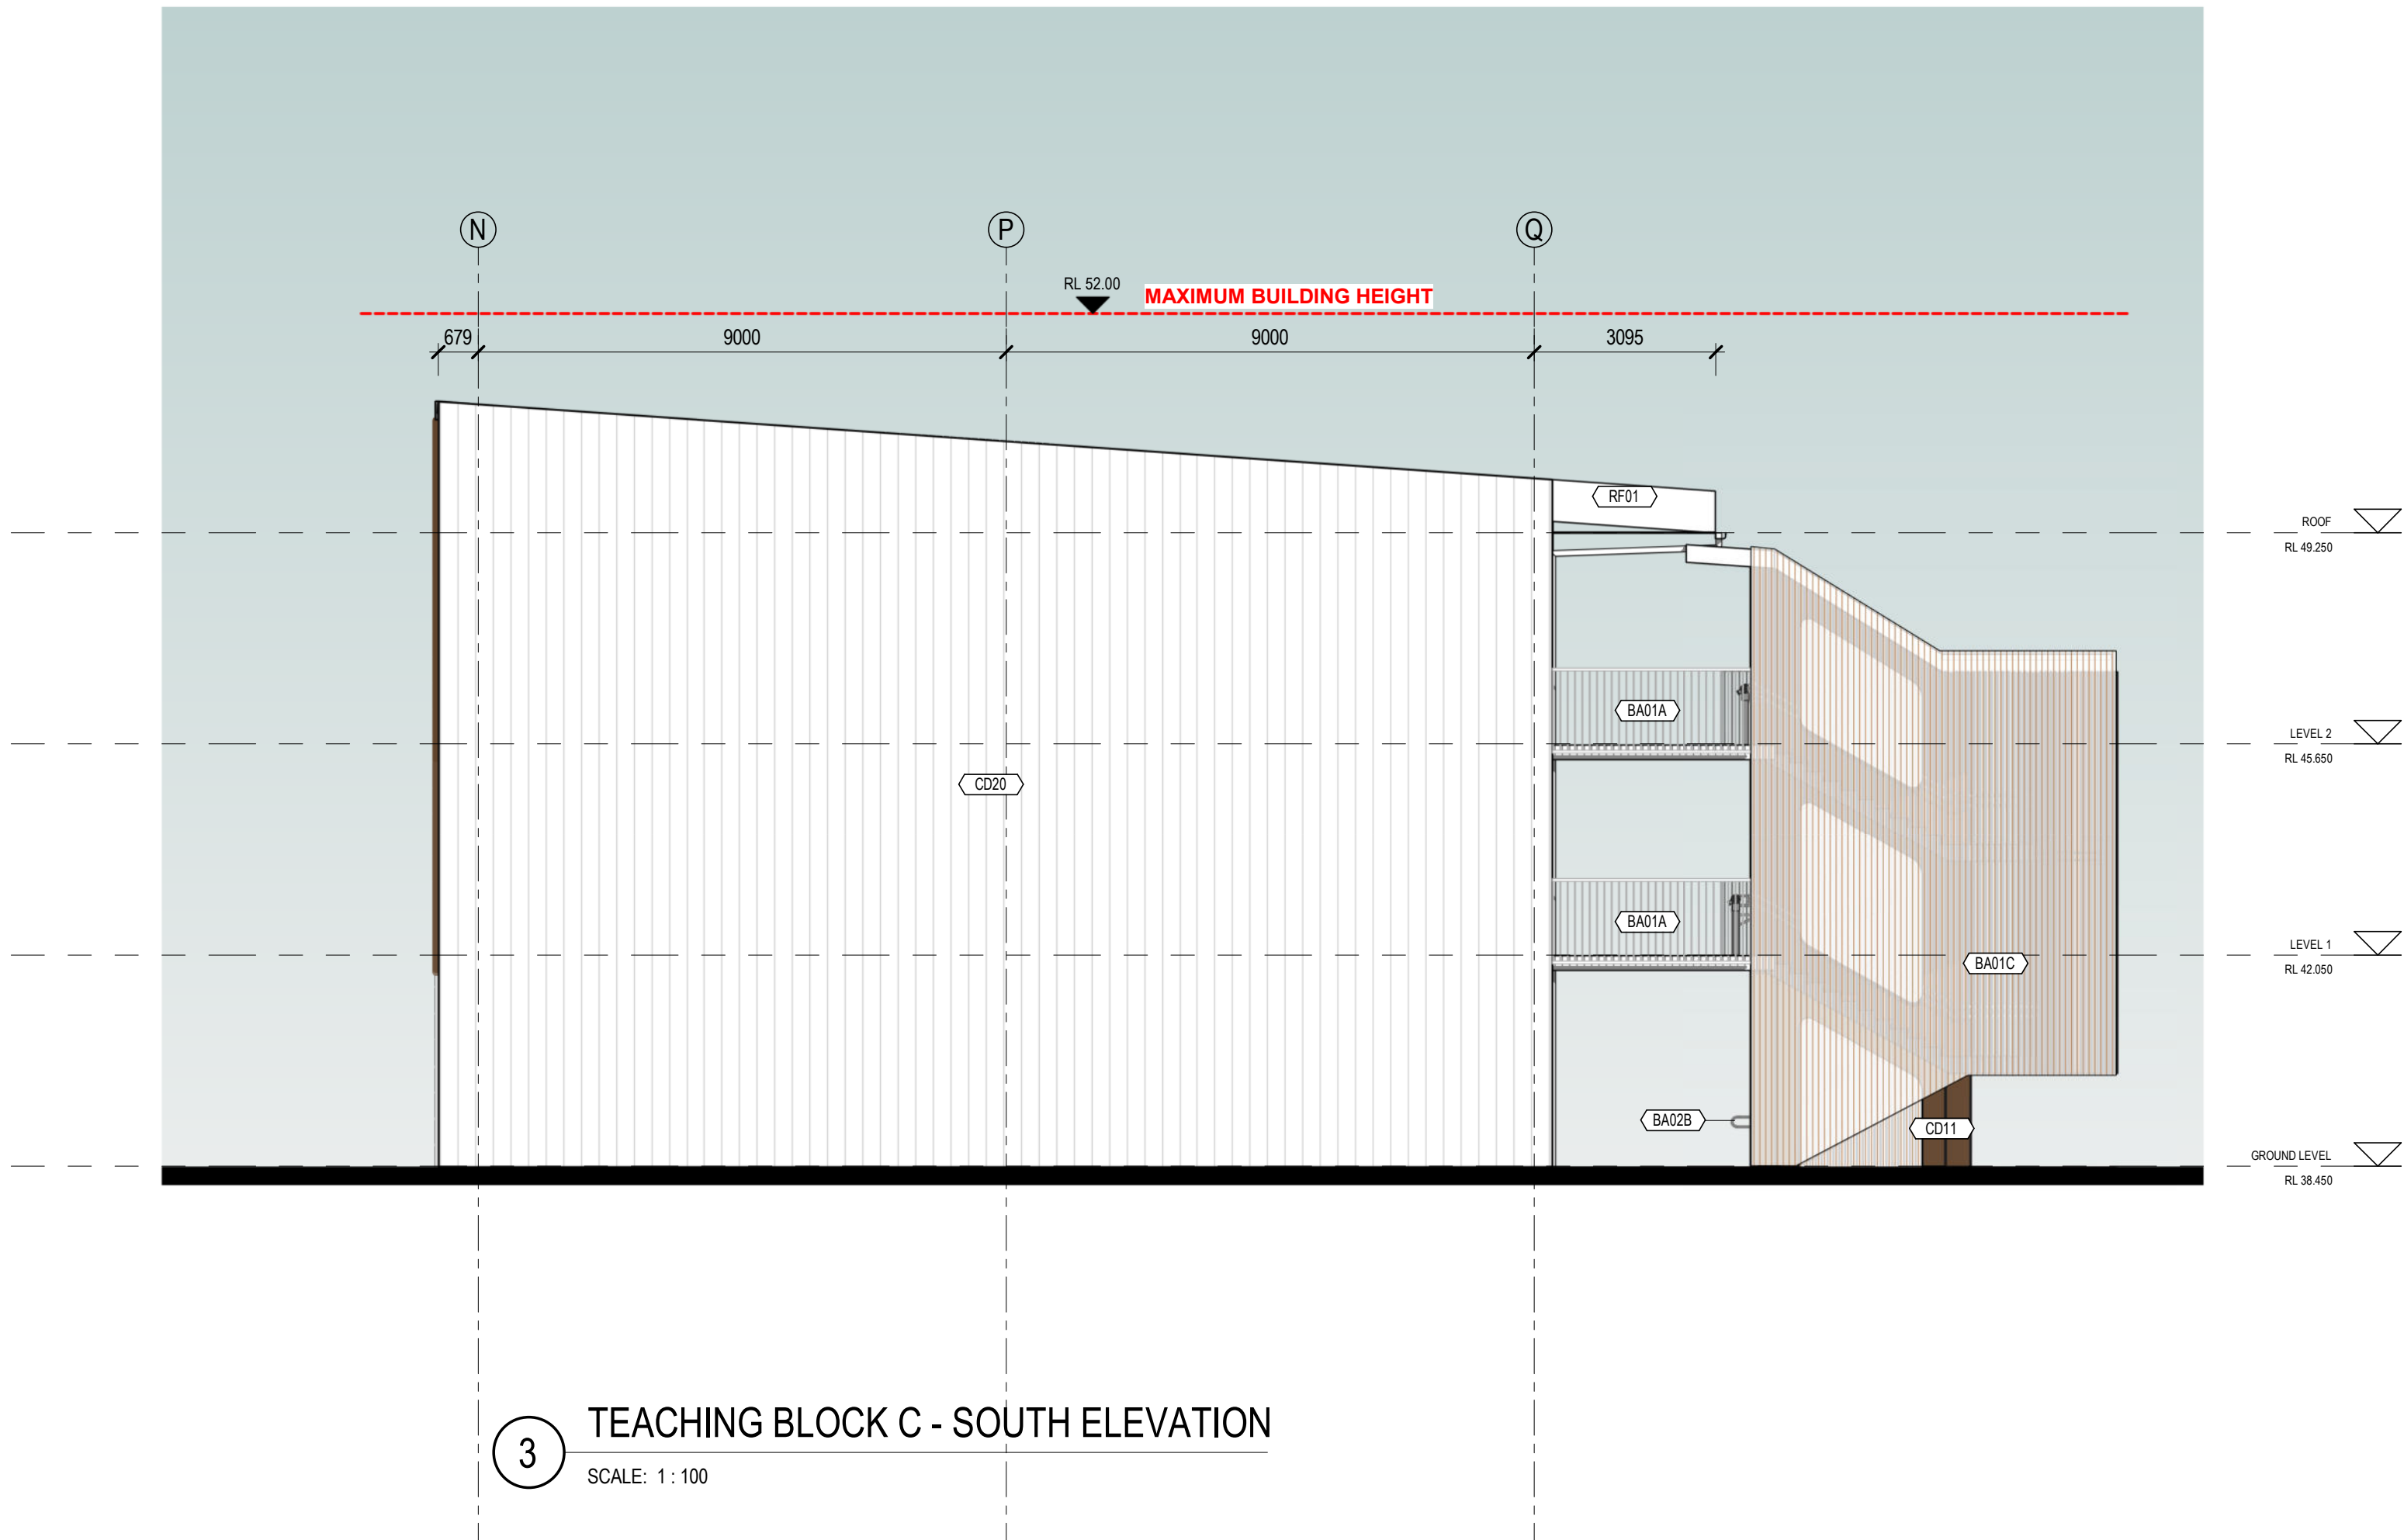 N
P
Q
RL 52.00
MAXIMUM BUILDING HEIGHT
679
9000
9000
3095
RF01
ROOF
RL 49.250
BA01A
LEVEL 2
RL 45.650
CD20
BA01A
LEVEL 1
RL 42.050
BA01C
BA02B
CD11
GROUND LEVEL
RL 38.450
3
TEACHING BLOCK C - SOUTH ELEVATION
SCALE: 1 : 100